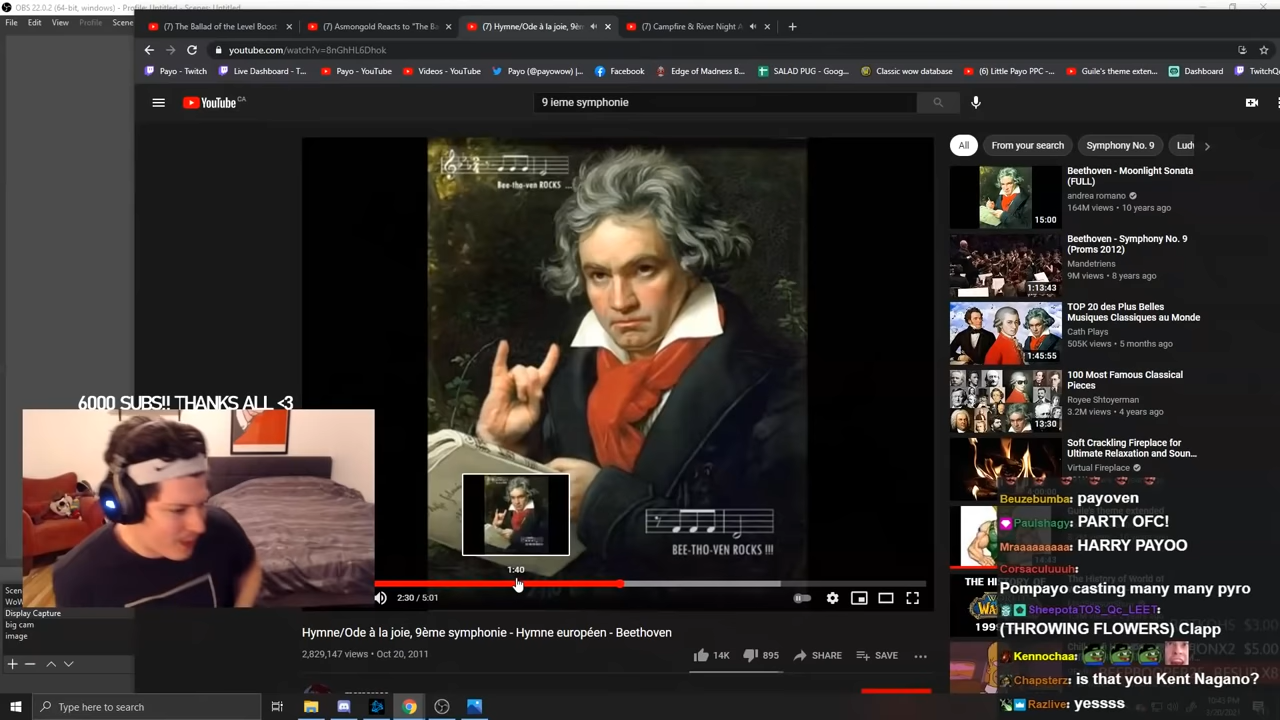 OBS 22.0.2 (64-bit, windows) - Profile: Untitled - Scenes: Untitled
File Edit View Profile Scene
(7) The Ballad of the Level Boost
(7) Asmongold Reacts to "The Ba
(7) Hymne/Ode à la joie, 9èm
(7) Campfire & River Night A
youtube.com/watch?v=8nGhHL6Dhok
Payo - Twitch
Live Dashboard - T...
Payo - YouTube
Videos - YouTube
Payo (@payowow) |...
Facebook
Edge of Madness B...
SALAD PUG - Goog...
Classic wow database
(6) Little Payo PPC -...
Guile's theme exten...
Dashboard
TwitchQ
YouTube CA
9 ieme symphonie
All
From your search
Symphony No. 9
Bee-tho-ven ROCKS ...
BEE-THO-VEN ROCKS !!!
Beethoven - Moonlight Sonata
(FULL)
andrea romano
164M views • 10 years ago
15:00
Beethoven - Symphony No. 9
(Proms 2012)
Mandetriens
9M views • 8 years ago
1:13:43
TOP 20 des Plus Belles
Musiques Classiques au Monde
Cath Plays
505K views • 5 months ago
1:45:55
100 Most Famous Classical
Pieces
Royee Shtoyerman
3.2M views • 4 years ago
13:30
Soft Crackling Fireplace for
Ultimate Relaxation and Soun...
Virtual Fireplace
6000 SUBS!! THANKS ALL <3
1:40
2:30 / 5:01
Hymne/Ode à la joie, 9ème symphonie - Hymne européen - Beethoven
2,829,147 views • Oct 20, 2011
14K
895
SHARE
SAVE
Beuzebumba: payoven
Paulshagy: PARTY OFC!
Mraaaaaaaaa: HARRY PAYOO
Corsaculuuuh:
Pompayo casting many many pyro
SheepotaTOS_Qc_LEET:
(THROWING FLOWERS) Clapp
Kennochaa:
Chapsterz: is that you Kent Nagano?
Razlive: yessss
Scen
WoW
Display Capture
big cam
image
Type here to search